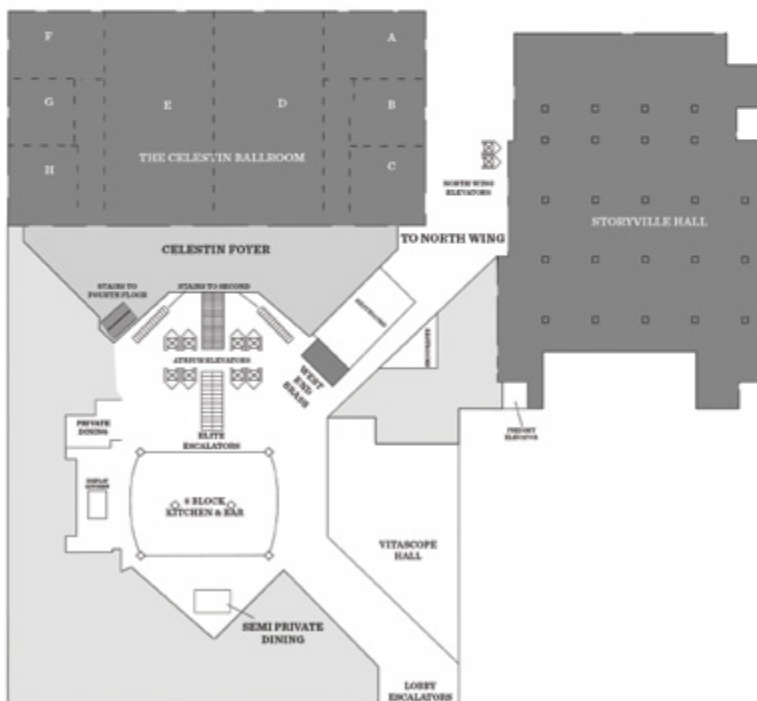 F
A
G
E
D
B
THE CELESTIN BALLROOM
H
C
NORTH WING
ELEVATORS
STORYVILLE HALL
TO NORTH WING
CELESTIN FOYER
STAIRS TO
FOURTH FLOOR
STAIRS TO SECOND
RESTROOMS
ATRIUM ELEVATORS
WEST END
BRASS
PRIVATE
DINING
ELITE
ESCALATORS
FREIGHT
ELEVATOR
8 BLOCK
KITCHEN & BAR
VITASCOPE
HALL
SEMI PRIVATE
DINING
LOBBY
ESCALATORS